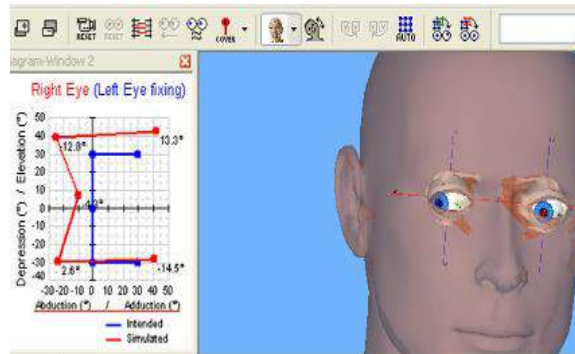 RESET RESET COVER AUTO
agram-Window 2
Right Eye (Left Eye fixing)
Depression (°) / Elevation (°)
50
40
30
20
10
0
-10
-20
-30
-40
-12.8°
13.3°
2.6°
-14.5°
-30 -20 -10 0 10 20 30 40 50
Abduction (°) / Adduction (°)
Intended
Simulated